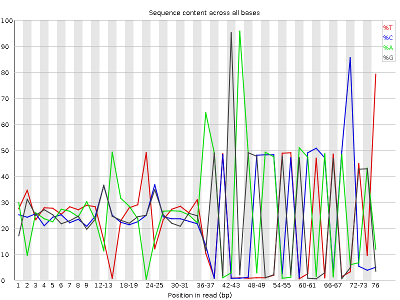 Sequence content across all bases
%T
%C
%A
%G
100
90
80
70
60
50
40
30
20
10
0
1 2 3 4 5 6 7 8 9 12-13 18-19 24-25 30-31 36-37 42-43 48-49 54-55 60-61 66-67 72-73 76
Position in read (bp)